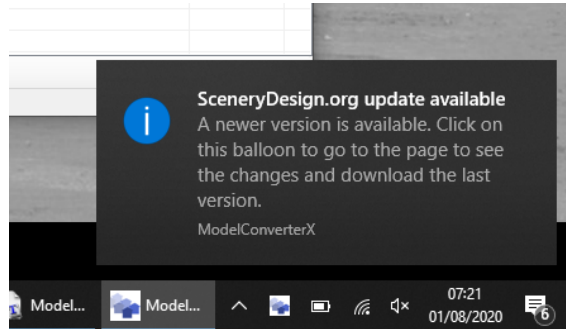 SceneryDesign.org update available
A newer version is available. Click on
this balloon to go to the page to see
the changes and download the last
version.
ModelConverterX
Model...
Model...
07:21
01/08/2020
6